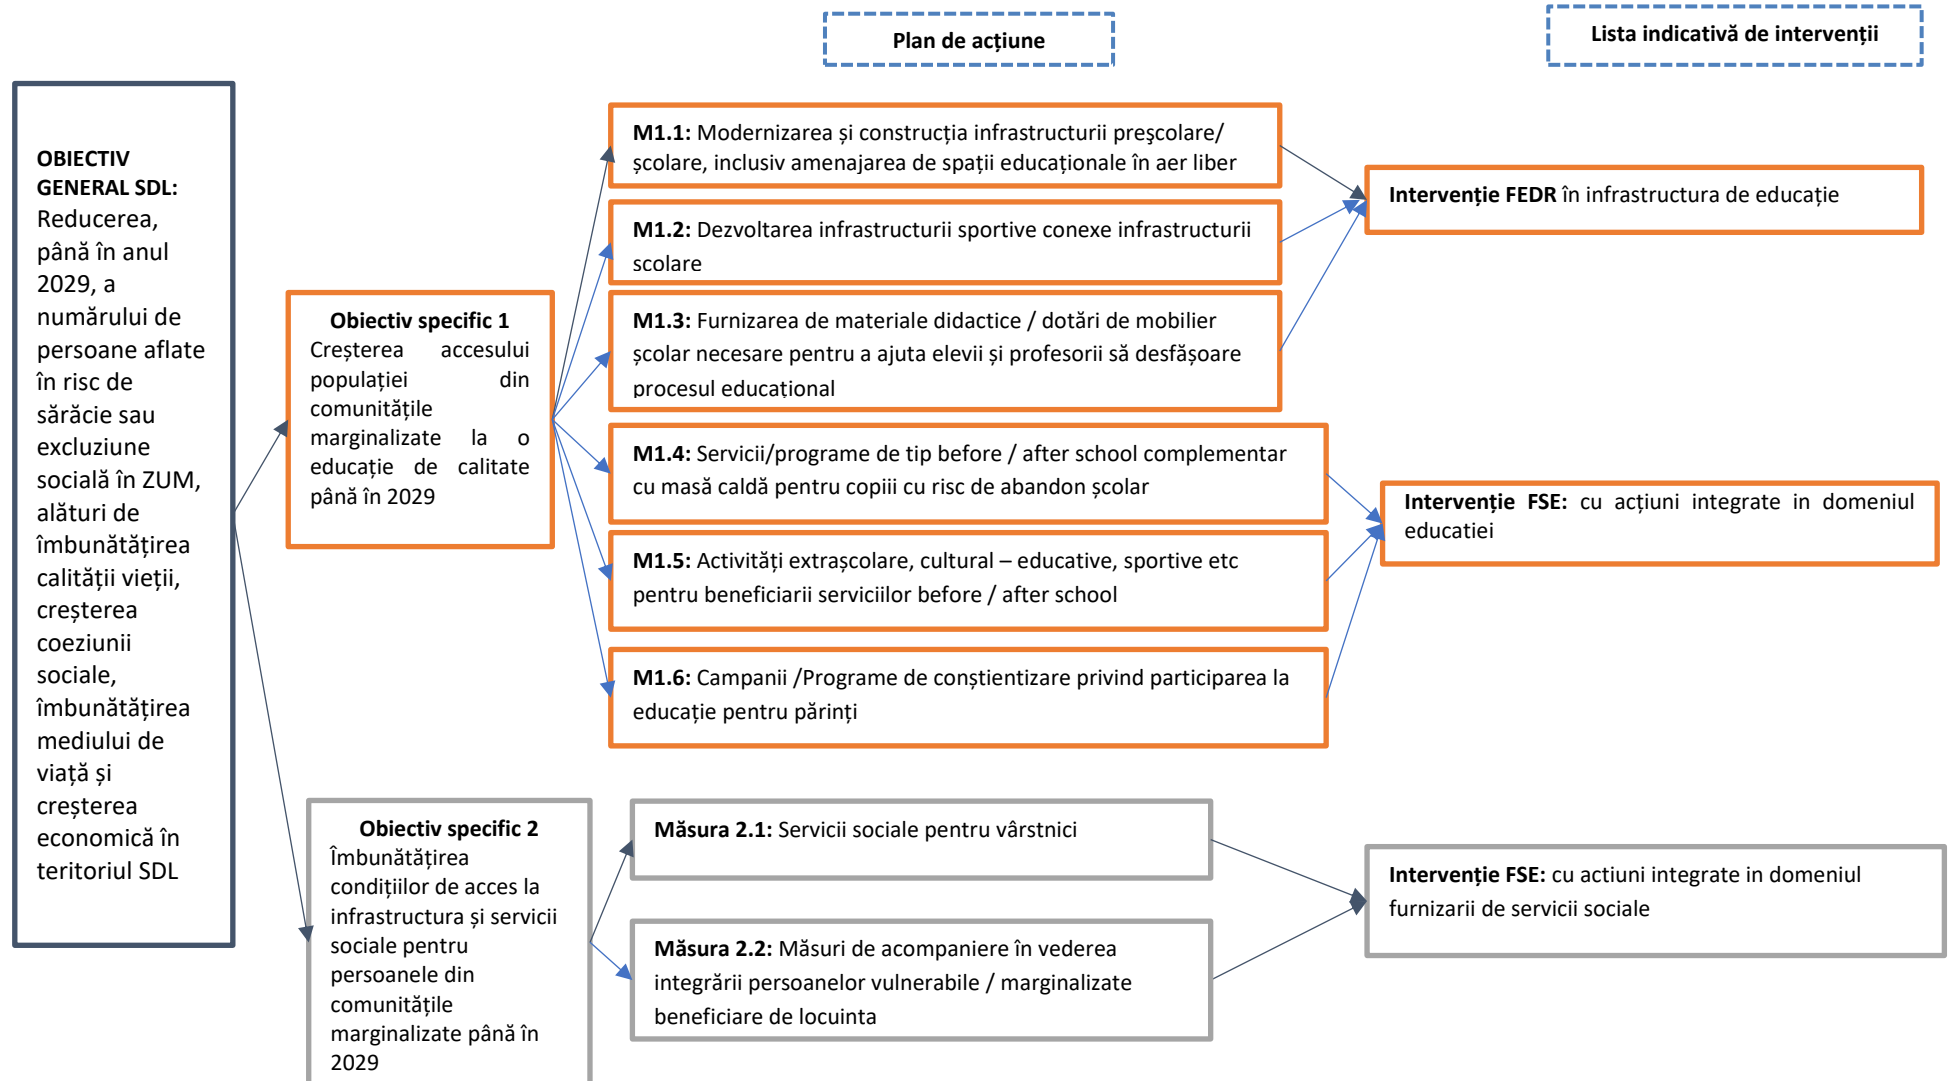 Plan de acțiune
Lista indicativă de intervenții
OBIECTIV
GENERAL SDL:
Reducerea,
până în anul
2029, a
numărului de
persoane aflate
în risc de
sărăcie sau
excluziune
socială în ZUM,
alături de
îmbunătățirea
calității vieții,
creșterea
coeziunii
sociale,
îmbunătățirea
mediului de
viață și
creșterea
economică în
teritoriul SDL
Obiectiv specific 1
Creșterea accesului
populației din
comunitățile
marginalizate la o
educație de calitate
până în 2029
M1.1: Modernizarea și construcția infrastructurii preşcolare/
școlare, inclusiv amenajarea de spații educaționale în aer liber
M1.2: Dezvoltarea infrastructurii sportive conexe infrastructurii
scolare
M1.3: Furnizarea de materiale didactice / dotări de mobilier
școlar necesare pentru a ajuta elevii și profesorii să desfășoare
procesul educațional
M1.4: Servicii/programe de tip before / after school complementar
cu masă caldă pentru copiii cu risc de abandon școlar
M1.5: Activități extrașcolare, cultural – educative, sportive etc
pentru beneficiarii serviciilor before / after school
M1.6: Campanii /Programe de conștientizare privind participarea la
educație pentru părinți
Intervenție FEDR în infrastructura de educație
Intervenție FSE: cu acțiuni integrate in domeniul
educatiei
Obiectiv specific 2
Îmbunătățirea
condițiilor de acces la
infrastructura și servicii
sociale pentru
persoanele din
comunitățile
marginalizate până în
2029
Măsura 2.1: Servicii sociale pentru vârstnici
Măsura 2.2: Măsuri de acompaniere în vederea
integrării persoanelor vulnerabile / marginalizate
beneficiare de locuinta
Intervenție FSE: cu actiuni integrate in domeniul
furnizarii de servicii sociale